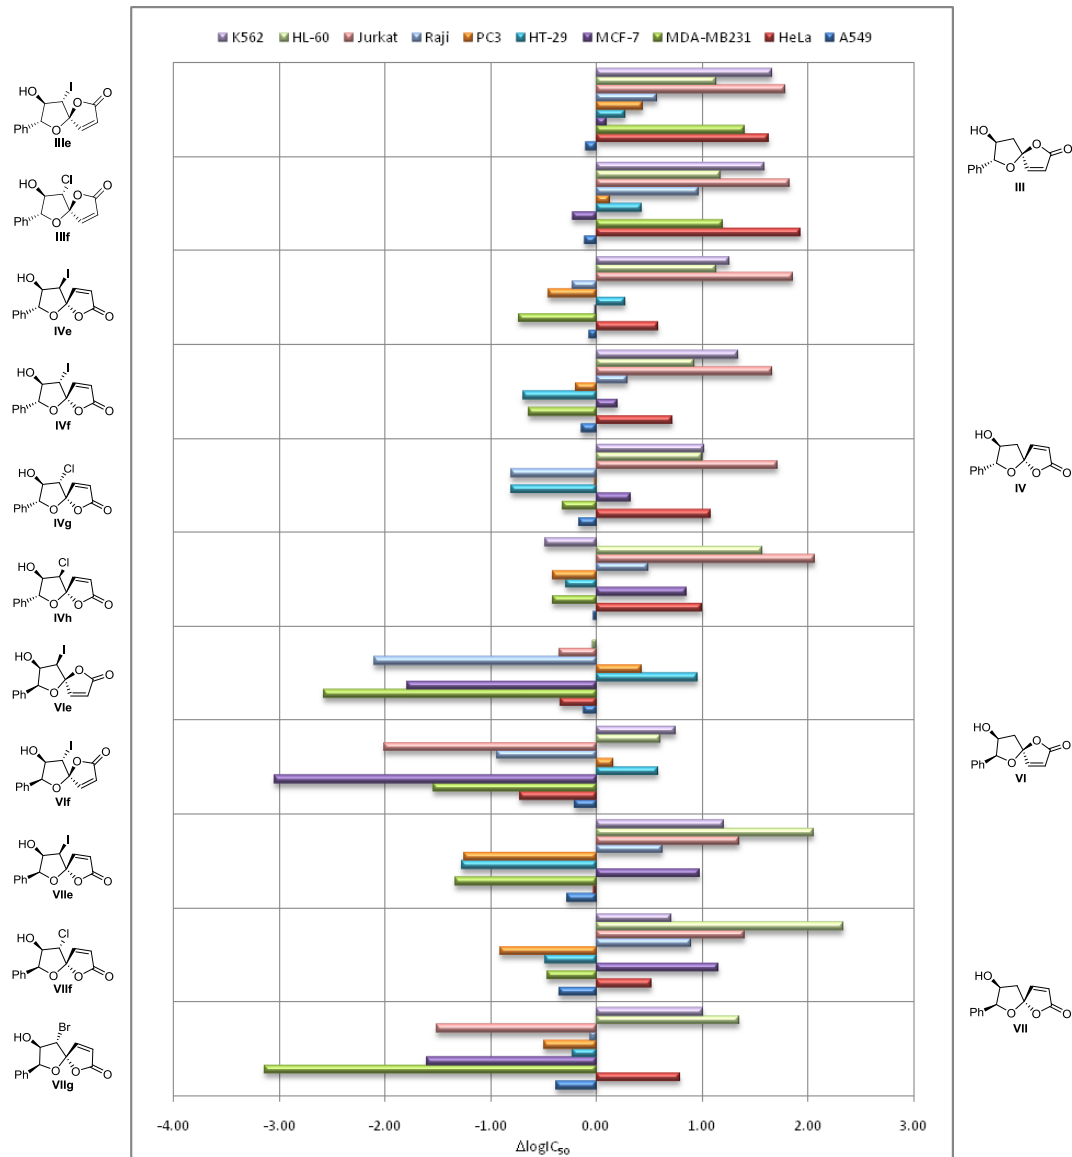 K562 HL-60 Jurkat Raji PC3 HT-29 MCF-7 MDA-MB231 HeLa A549
HO I O O
Ph O
IIIe
HO Cl O O
Ph O
IIIf
HO I
Ph O O O
IVe
HO I
Ph O O O
IVf
HO Cl
Ph O O O
IVg
HO Cl
Ph O O O
IVh
HO I O O
Ph O
VIe
HO I O O
Ph O
VIf
HO I
Ph O O O
VIIe
HO Cl
Ph O O O
VIIf
HO Br
Ph O O O
VIIg
HO O O
Ph O
III
HO
Ph O O O
IV
HO O O
Ph O
VI
HO
Ph O O O
VII
-4.00 -3.00 -2.00 -1.00 0.00 1.00 2.00 3.00
ΔlogIC₅₀